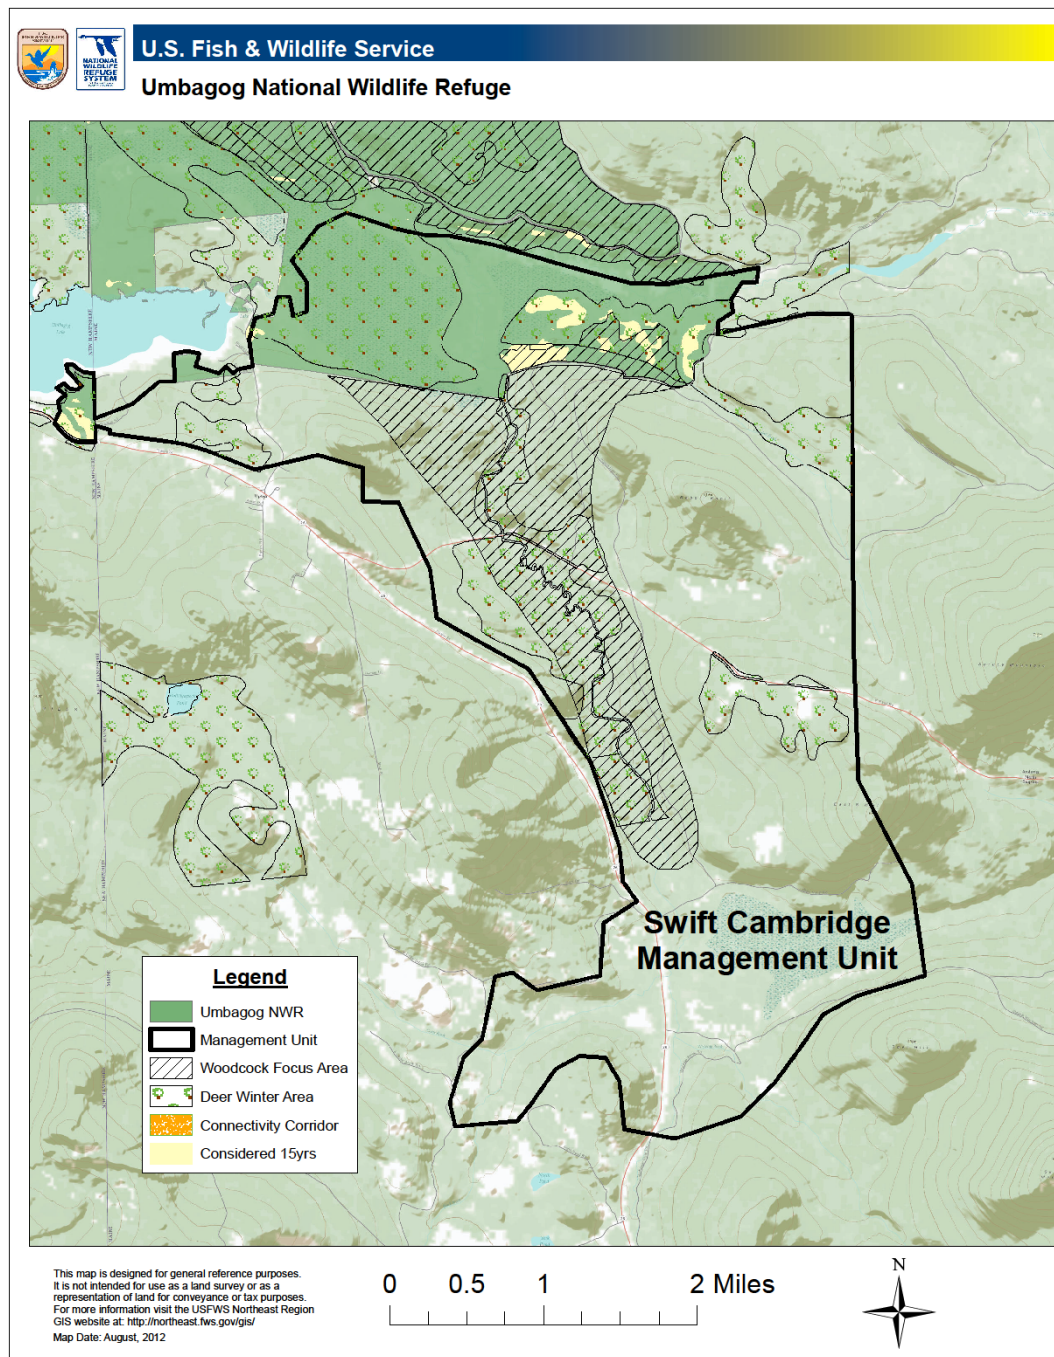 U.S. Fish & Wildlife Service
NATIONAL
WILDLIFE
REFUGE
SYSTEM
Umbagog National Wildlife Refuge
Swift Cambridge
Management Unit
Legend
Umbagog NWR
Management Unit
Woodcock Focus Area
Deer Winter Area
Connectivity Corridor
Considered 15yrs
This map is designed for general reference purposes.
It is not intended for use as a land survey or as a
representation of land for conveyance or tax purposes.
For more information visit the USFWS Northeast Region
GIS website at: http://northeast.fws.gov/gis/
Map Date: August, 2012
0 0.5 1 2 Miles
N